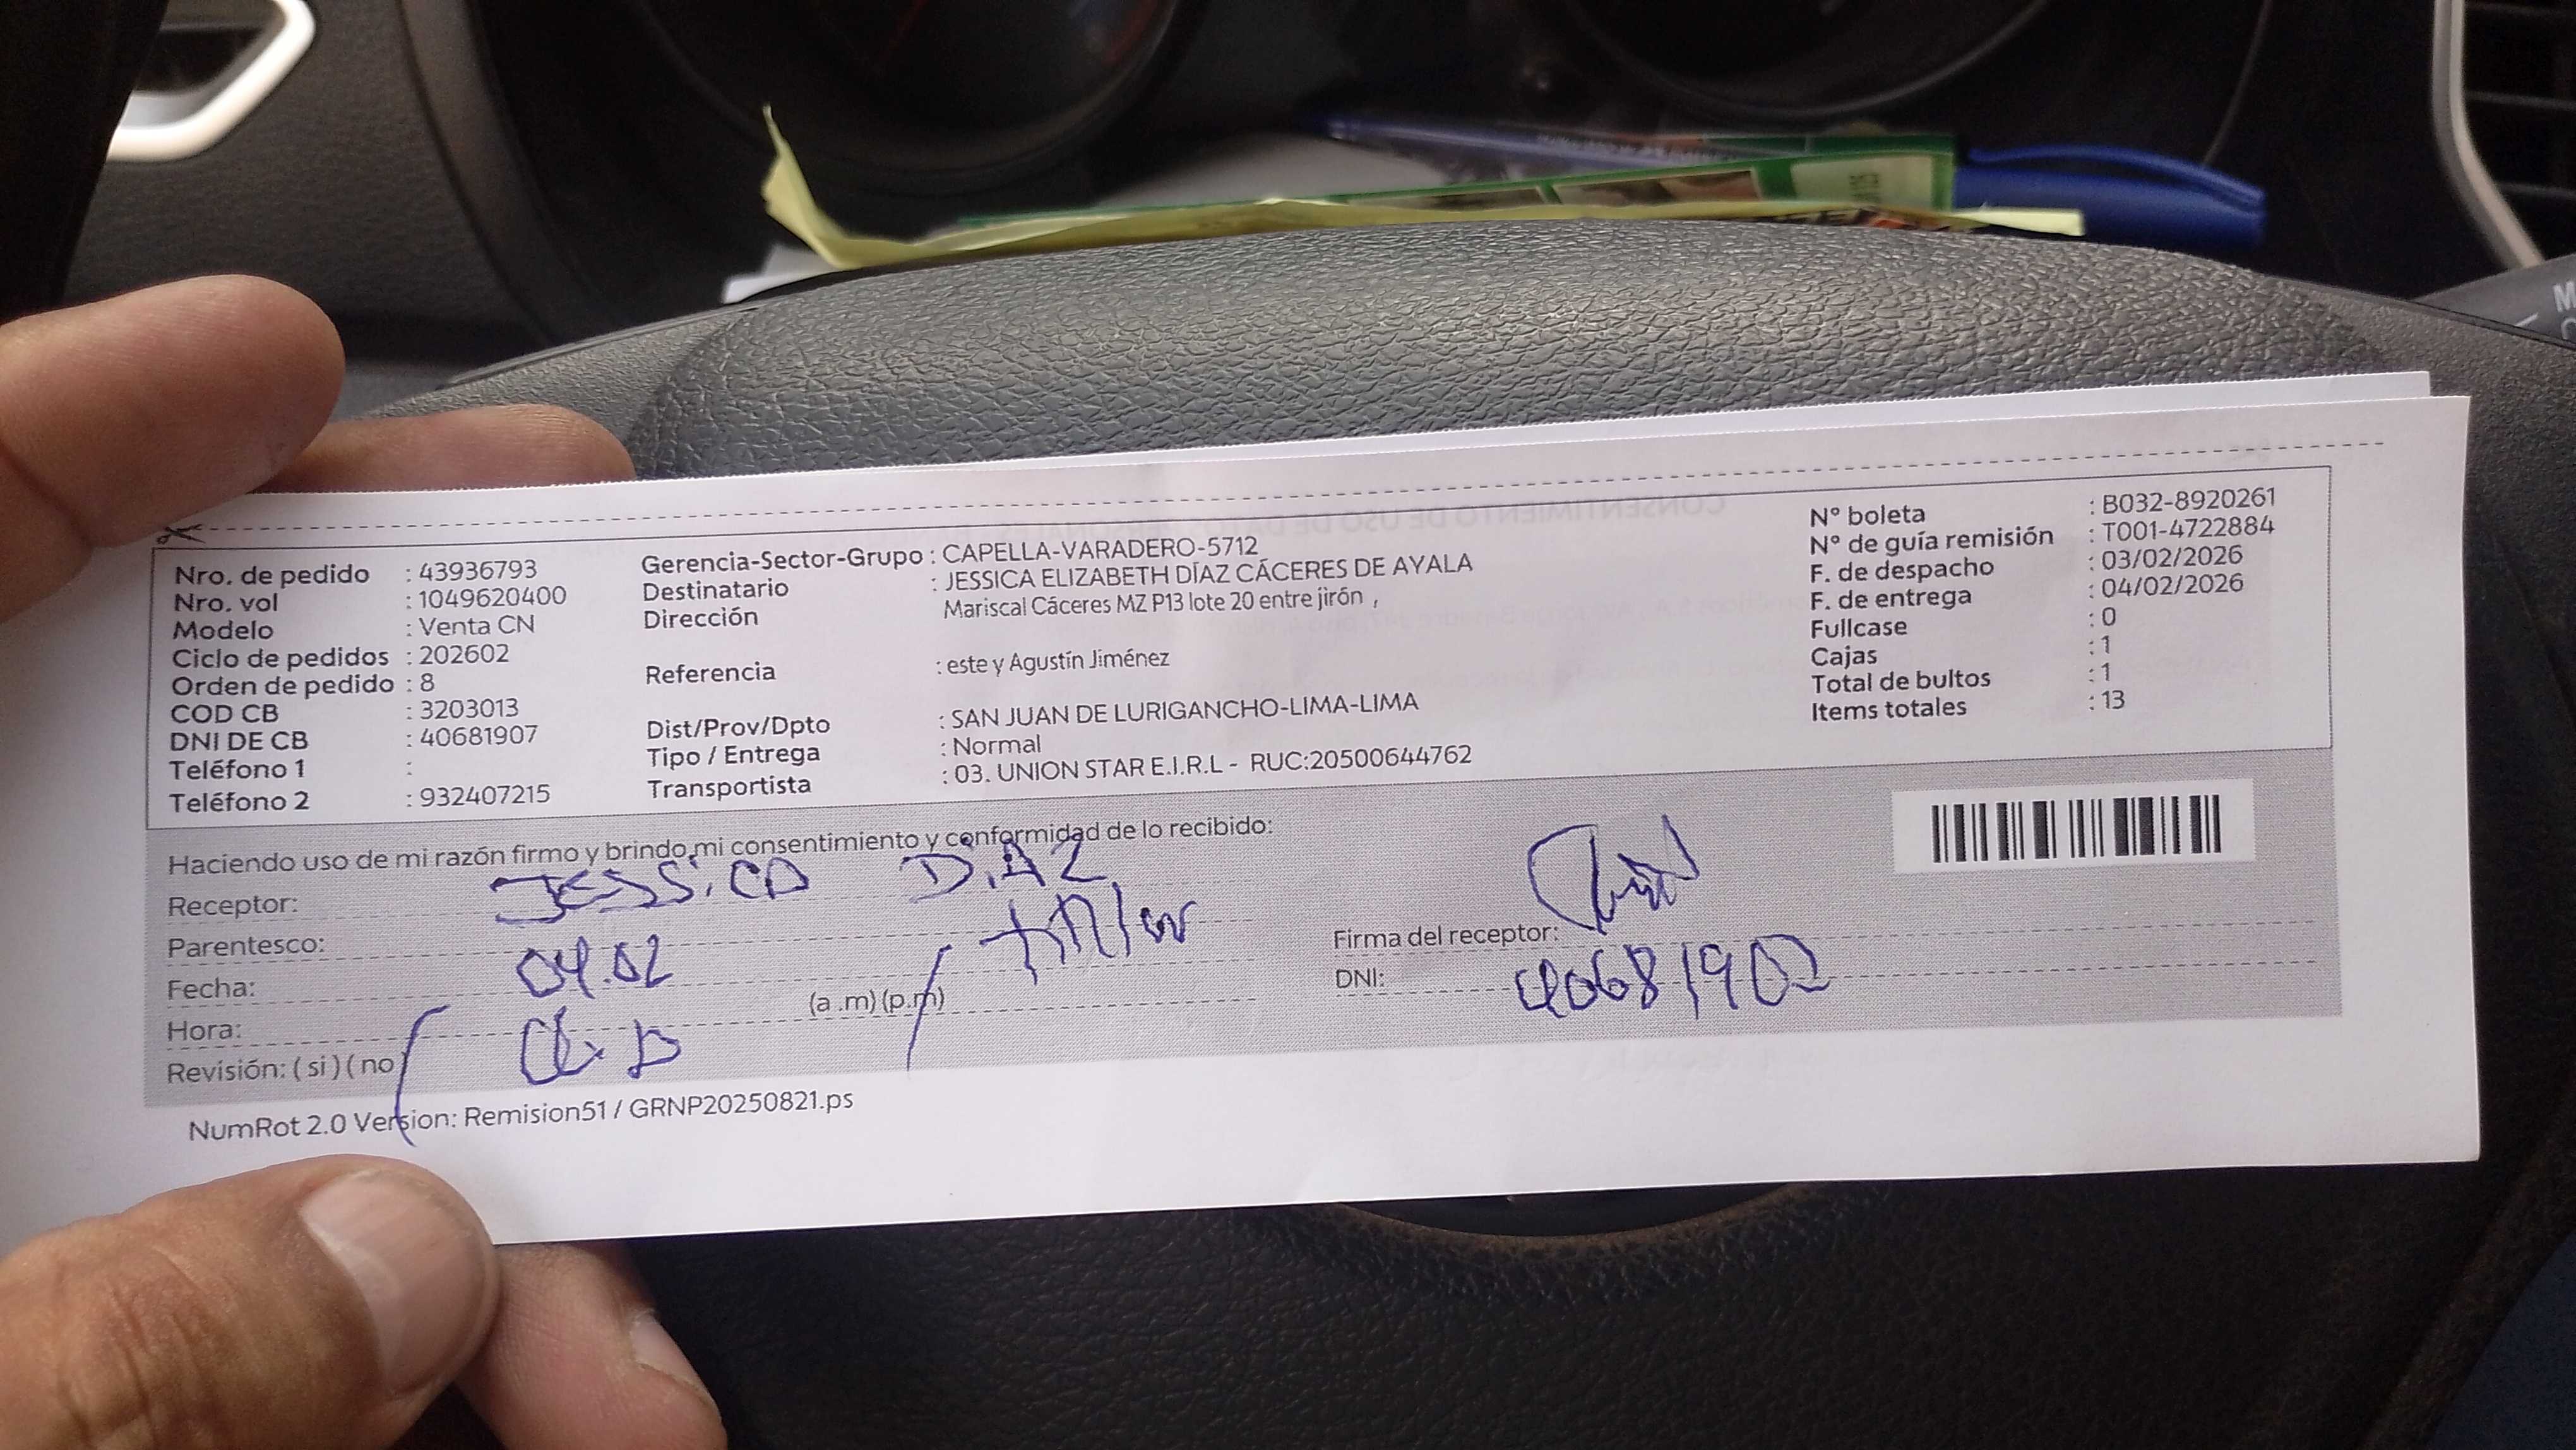 Nro. de pedido : 43936793
Nro. vol : 1049620400
Modelo : Venta CN
Ciclo de pedidos : 202602
Orden de pedido : 8
COD CB : 3203013
DNI DE CB : 40681907
Teléfono 1 :
Teléfono 2 : 932407215
Gerencia-Sector-Grupo : CAPELLA-VARADERO-5712
Destinatario : JESSICA ELIZABETH DÍAZ CÁCERES DE AYALA
Dirección Mariscal Cáceres MZ P13 lote 20 entre jirón ,
Referencia : este y Agustín Jiménez
Dist/Prov/Dpto : SAN JUAN DE LURIGANCHO-LIMA-LIMA
Tipo / Entrega : Normal
Transportista : 03. UNION STAR E.I.R.L - RUC:20500644762
N° boleta : B032-8920261
N° de guía remisión : T001-4722884
F. de despacho : 03/02/2026
F. de entrega : 04/02/2026
Fullcase : 0
Cajas : 1
Total de bultos : 1
Items totales : 13
Haciendo uso de mi razón firmo y brindo mi consentimiento y conformidad de lo recibido:
Receptor: JESSiCA DiAZ
Parentesco:
Fecha: 04.02
Hora: (a .m) (p.m)
Revisión: ( si ) ( no
Firma del receptor:
DNI: 40681907
NumRot 2.0 Version: Remision51 / GRNP20250821.ps